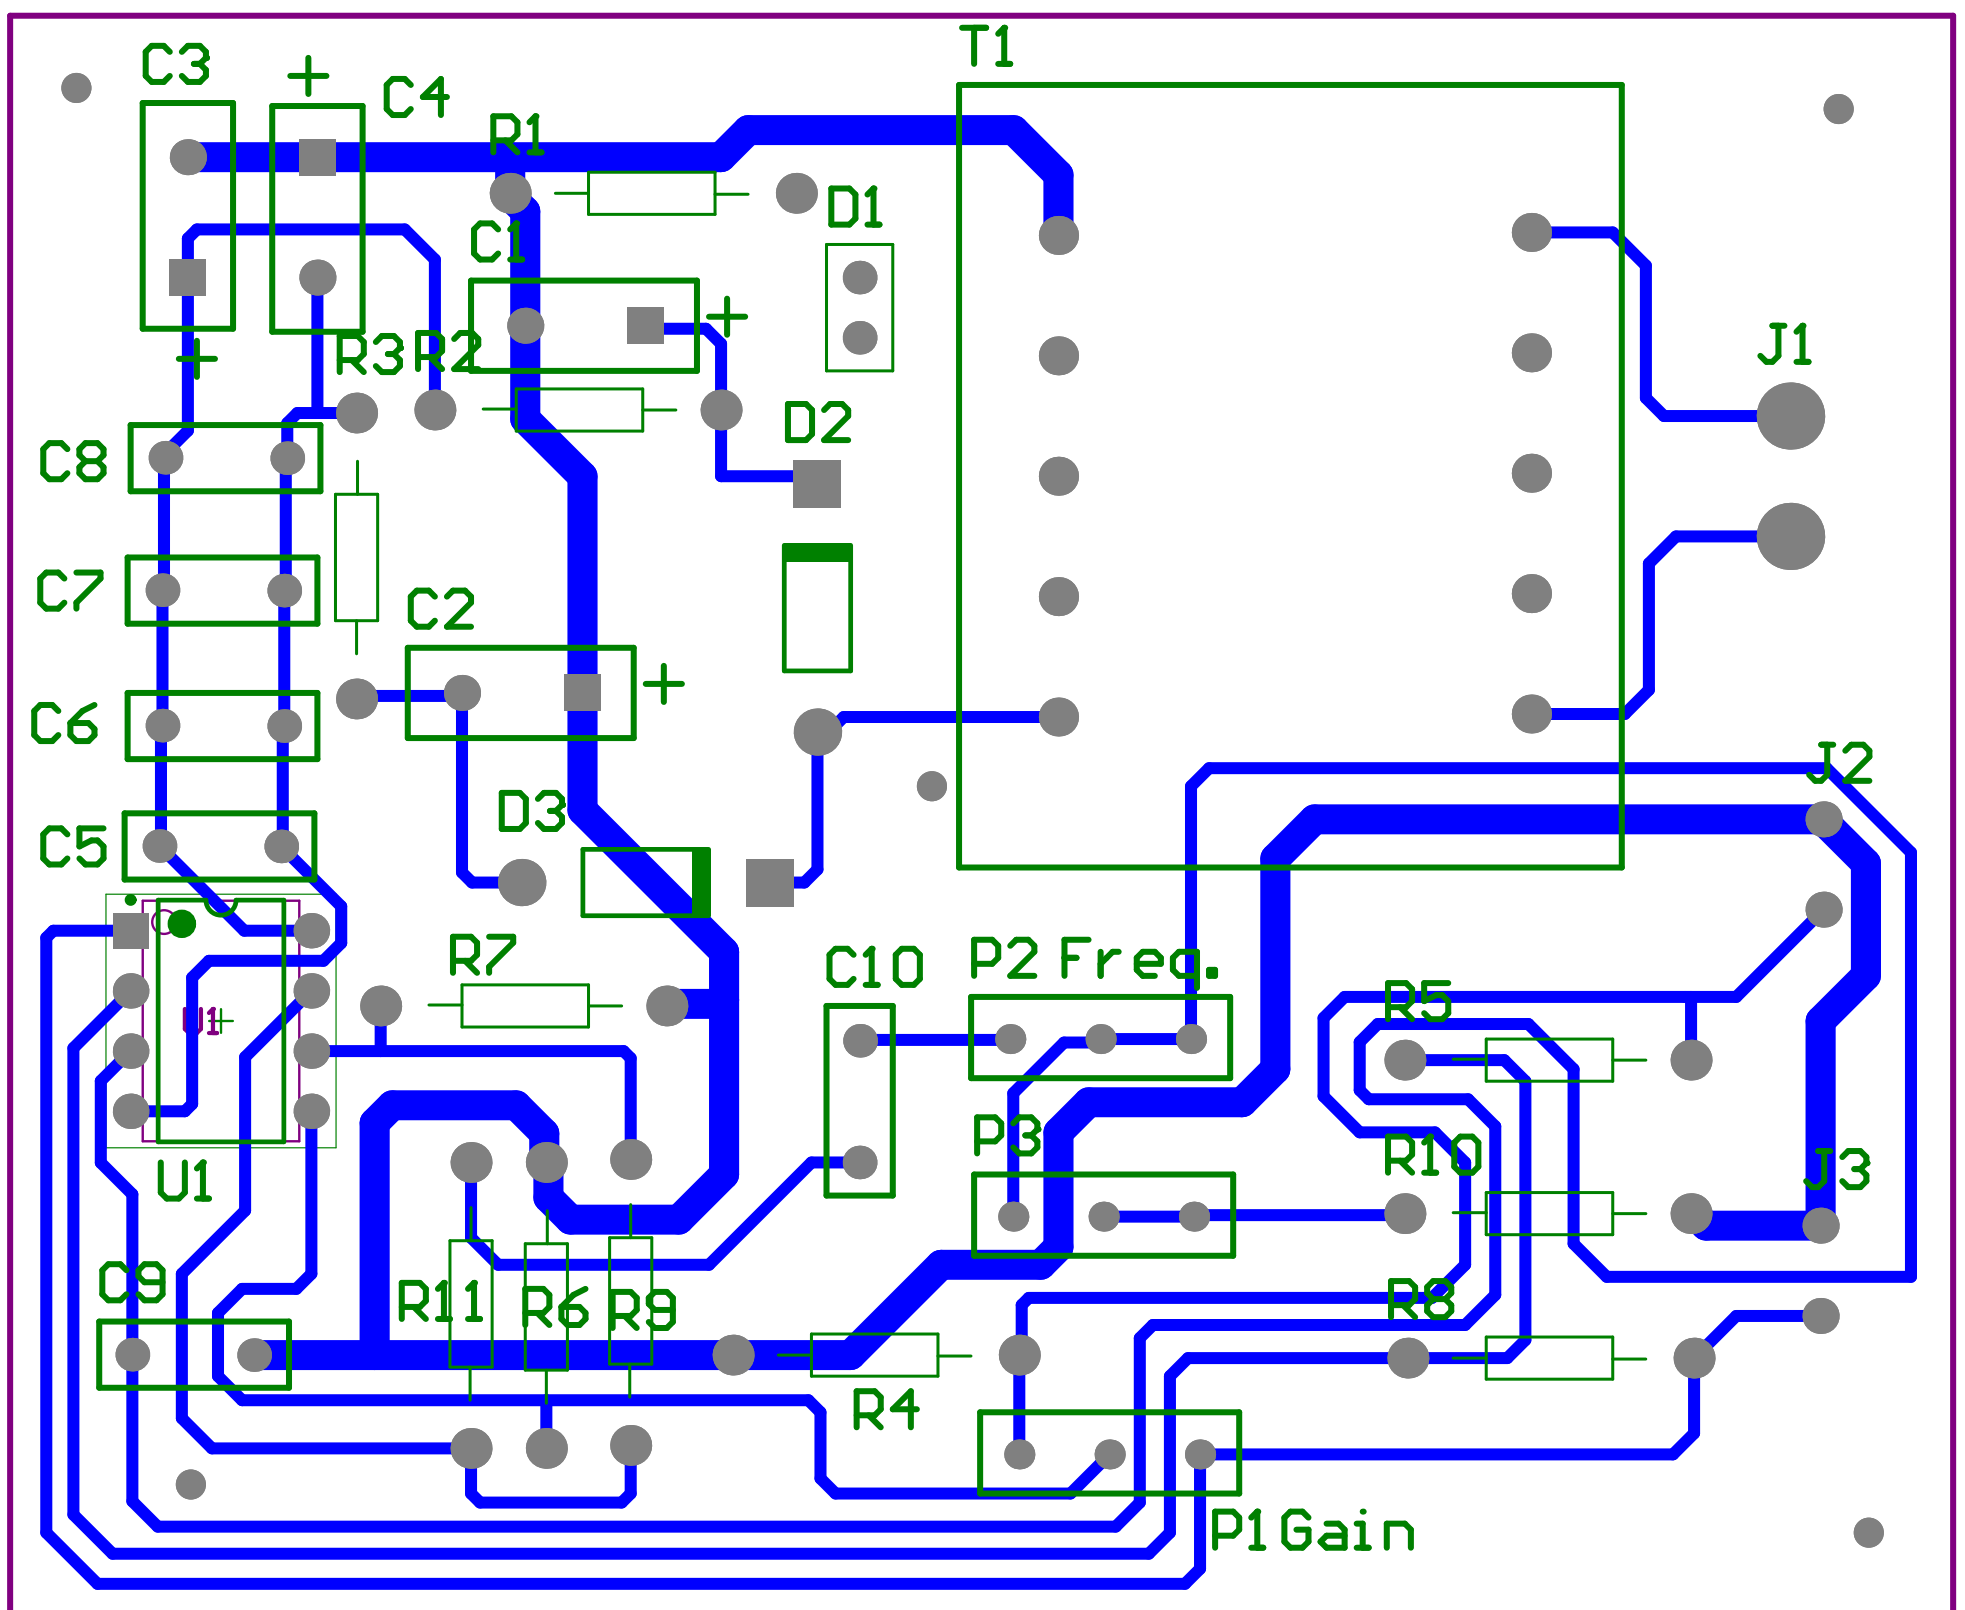 T1
C3
+
C4
R1
D1
C1
+
J1
+
R3
R2
D2
C8
C7
C2
+
C6
J2
D3
C5
R7
C10
P2 Freq.
R5
U1
P3
R10
J3
U1
C9
R11
R6
R9
R8
R4
P1 Gain